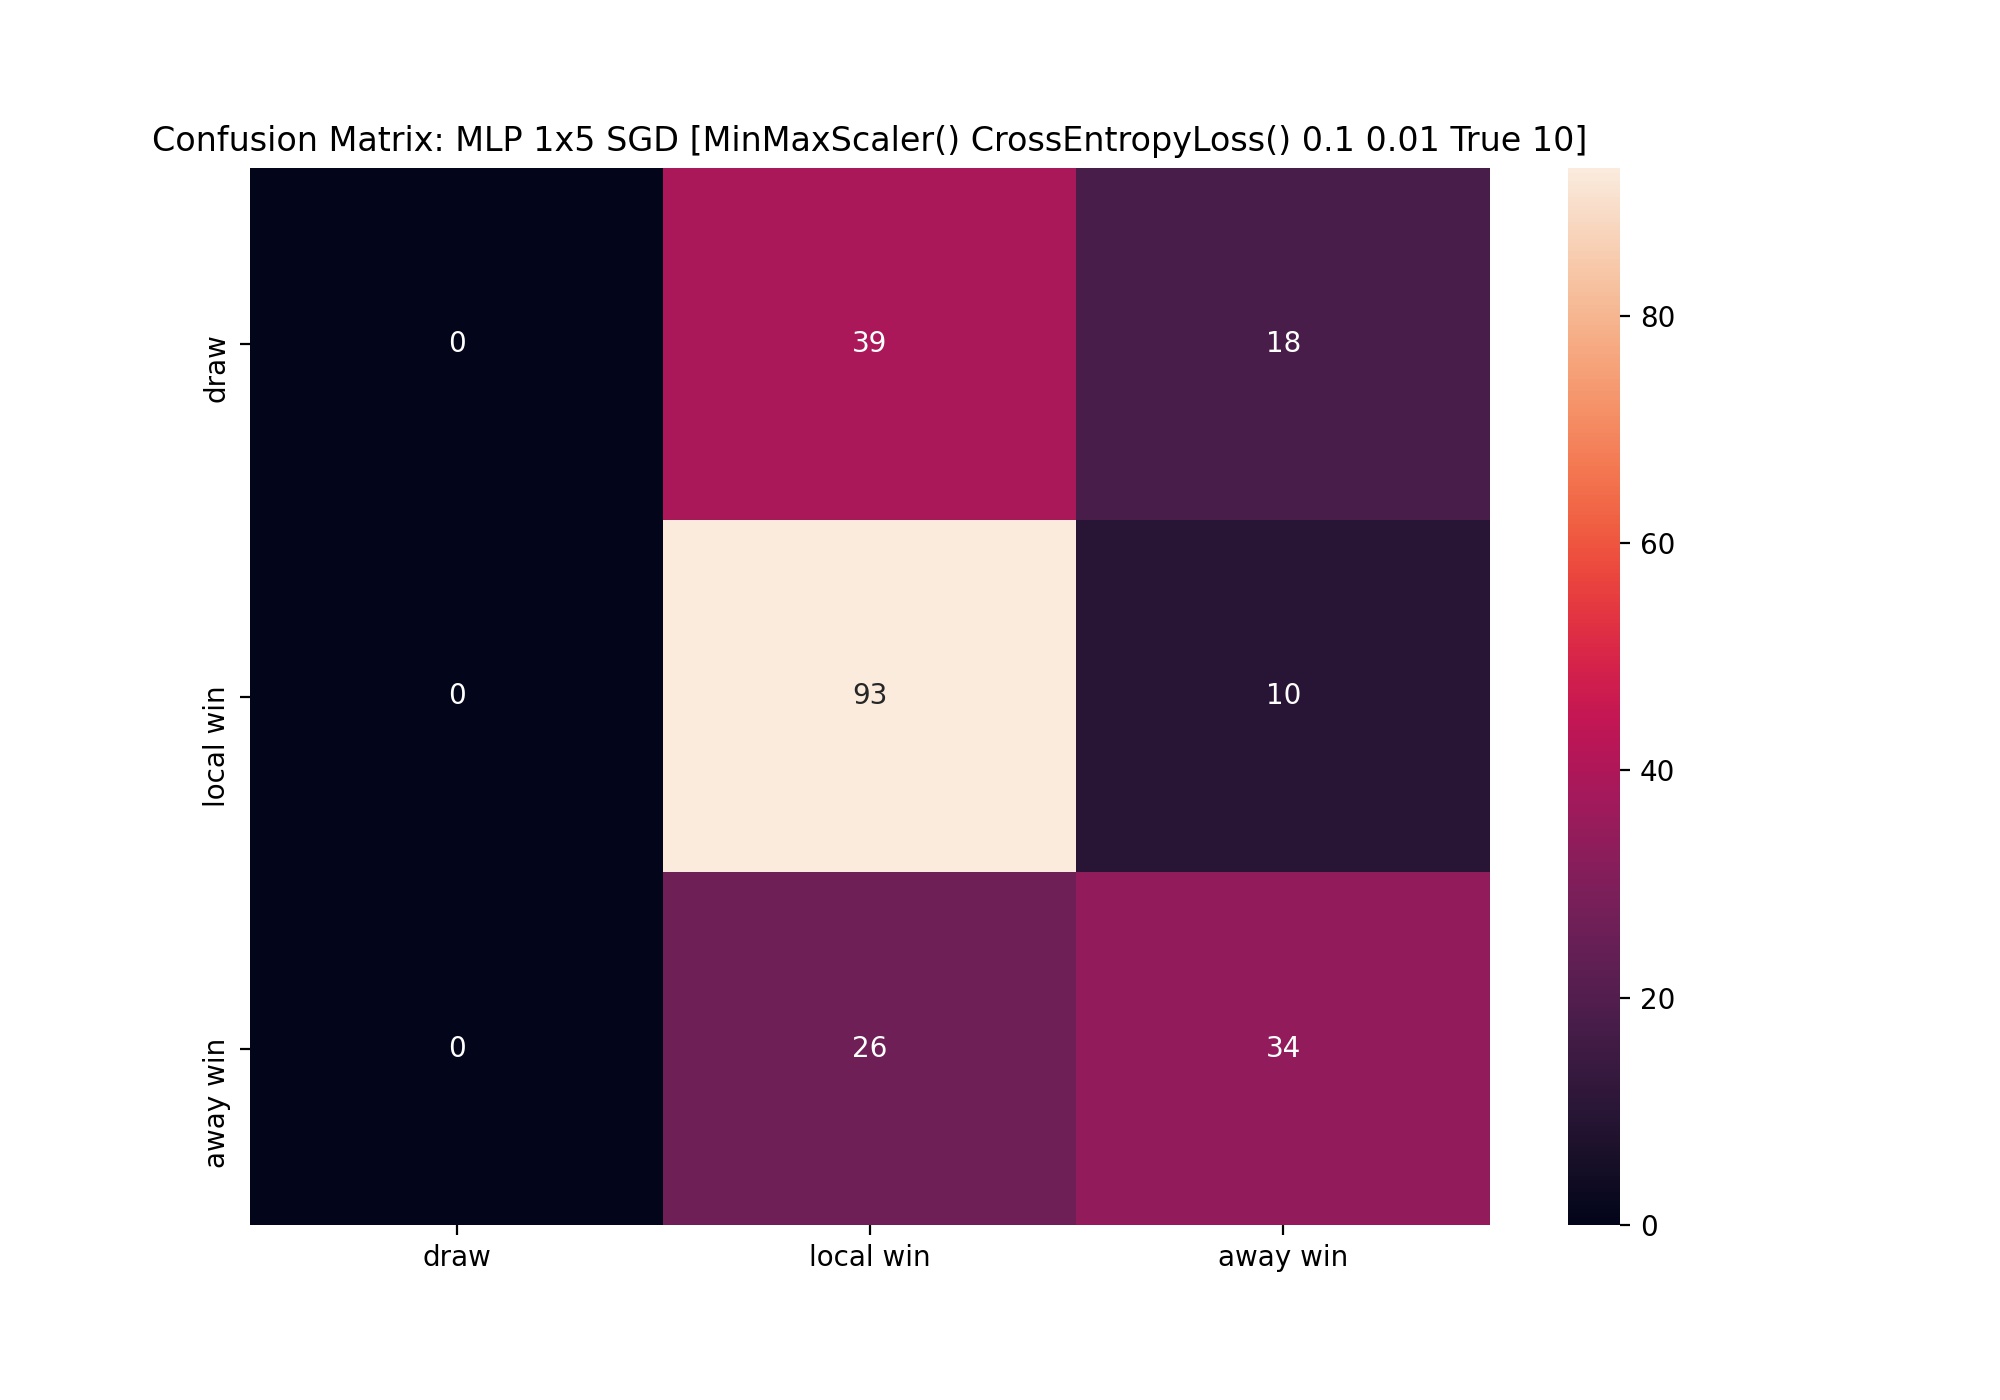 Confusion Matrix: MLP 1x5 SGD [MinMaxScaler() CrossEntropyLoss() 0.1 0.01 True 10]
draw
0
39
18
local win
0
93
10
away win
0
26
34
draw
local win
away win
80
60
40
20
0